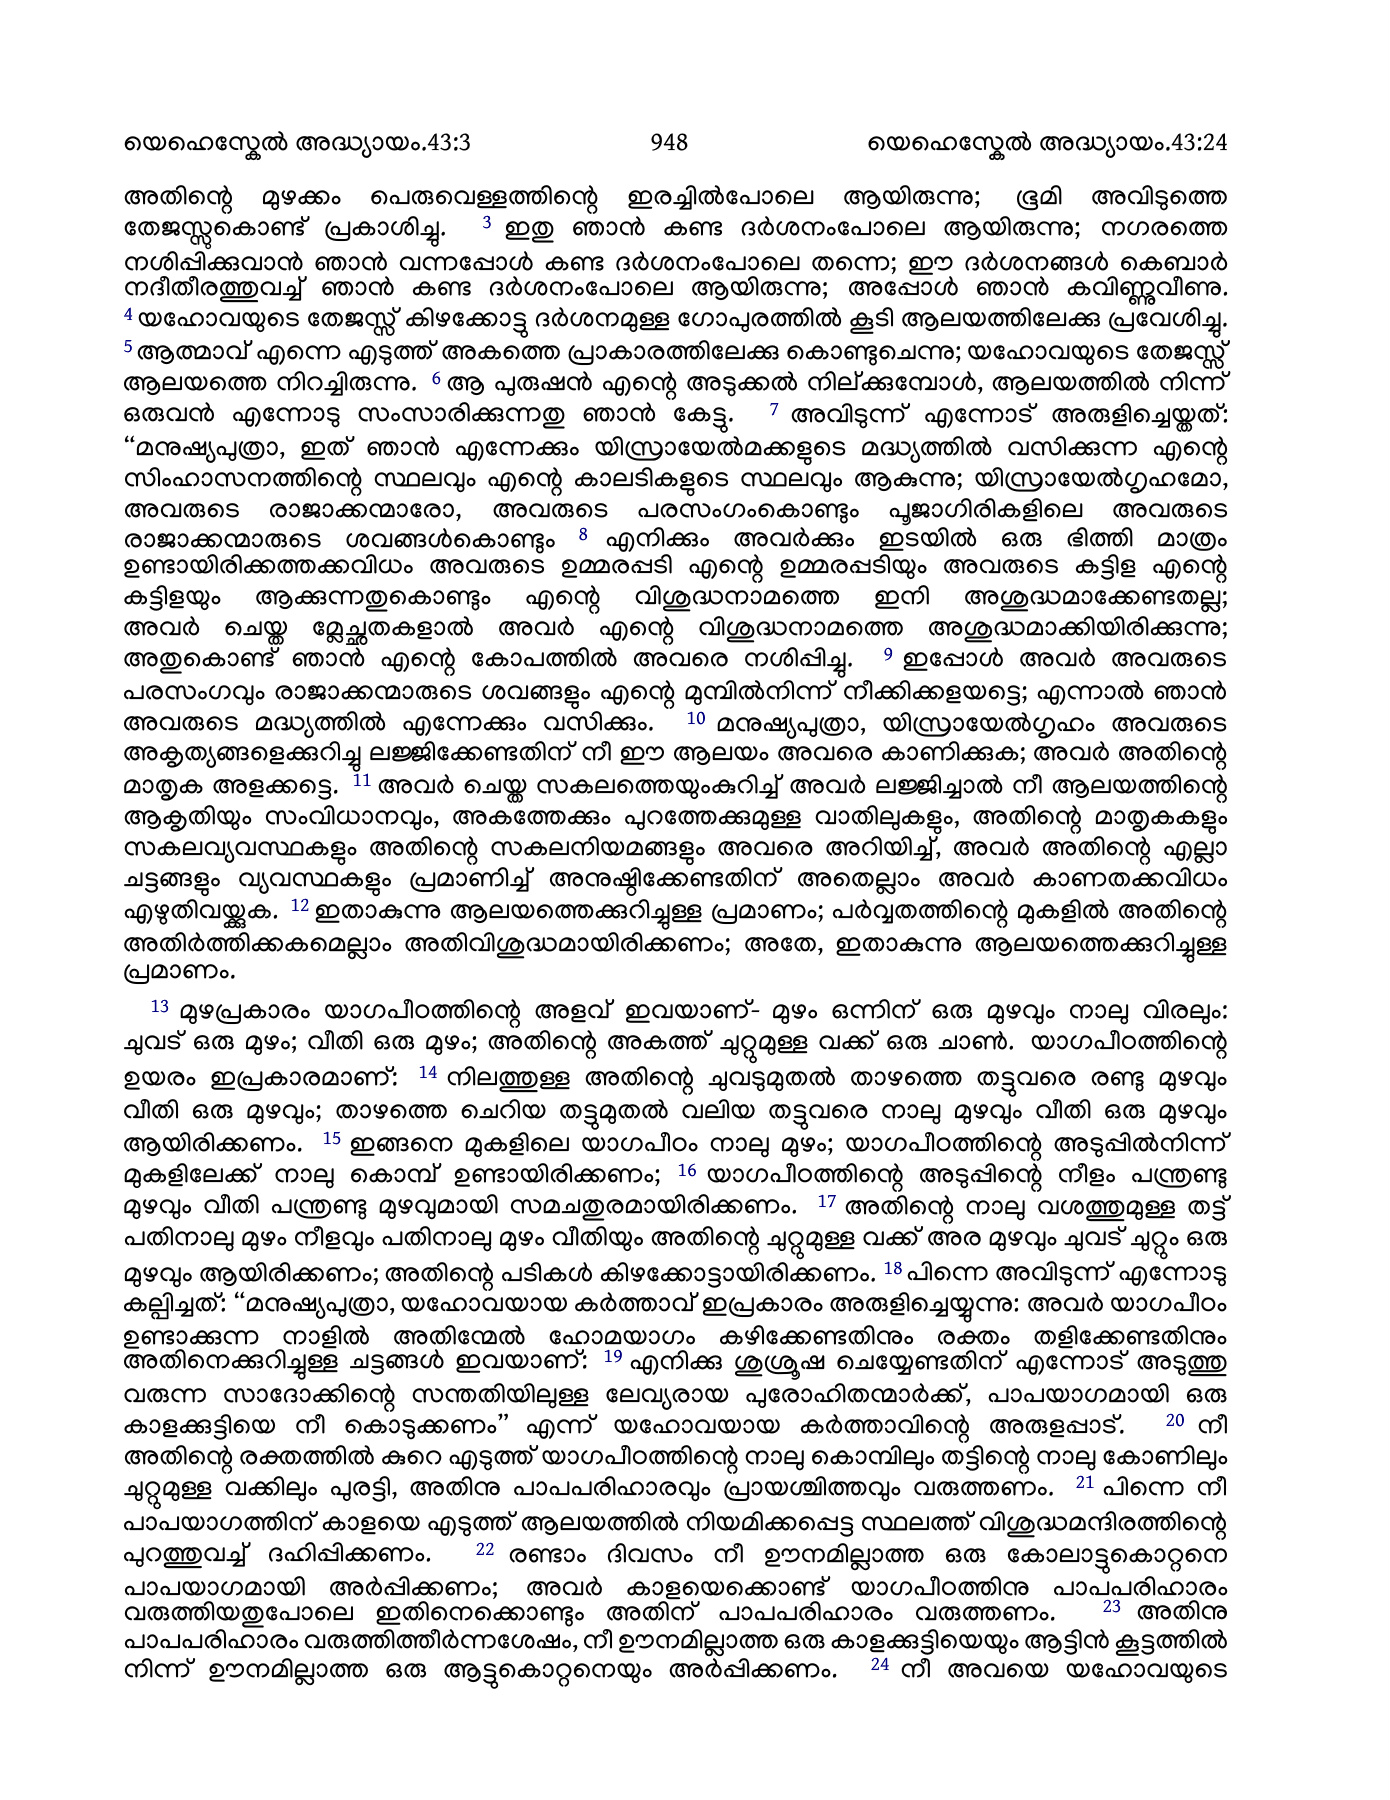 യെഹെസ്കേൽ അദ്ധ്യായം.43:3 948 യെഹെസ്കേൽ അദ്ധ്യായം.43:24
അതിന്റെ മുഴക്കം പെരുവെള്ളത്തിന്റെ ഇരച്ചിൽപോലെ ആയിരുന്നു; ഭൂമി അവിടുത്തെ
തേജസ്സുകൊണ്ട് പ്രകാശിച്ചു. 3 ഇതു ഞാൻ കണ്ട ദർശനംപോലെ ആയിരുന്നു; നഗരത്തെ
നശിപ്പിക്കുവാൻ ഞാൻ വന്നപ്പോൾ കണ്ട ദർശനംപോലെ തന്നെ; ഈ ദർശനങ്ങൾ കെബാർ
നദീതീരത്തുവച്ച് ഞാൻ കണ്ട ദർശനംപോലെ ആയിരുന്നു; അപ്പോൾ ഞാൻ കവിണ്ണുവീണു.
4 യഹോവയുടെ തേജസ്സ് കിഴക്കോട്ടു ദർശനമുള്ള ഗോപുരത്തിൽ കൂടി ആലയത്തിലേക്കു പ്രവേശിച്ചു.
5 ആത്മാവ് എന്നെ എടുത്ത് അകത്തെ പ്രാകാരത്തിലേക്കു കൊണ്ടുചെന്നു; യഹോവയുടെ തേജസ്സ്
ആലയത്തെ നിറച്ചിരുന്നു. 6 ആ പുരുഷൻ എന്റെ അടുക്കൽ നില്ക്കുമ്പോൾ, ആലയത്തിൽ നിന്ന്
ഒരുവൻ എന്നോടു സംസാരിക്കുന്നതു ഞാൻ കേട്ടു. 7 അവിടുന്ന് എന്നോട് അരുളിച്ചെയ്തത്:
“മനുഷ്യപുത്രാ, ഇത് ഞാൻ എന്നേക്കും യിസ്രായേൽമക്കളുടെ മദ്ധ്യത്തിൽ വസിക്കുന്ന എന്റെ
സിംഹാസനത്തിന്റെ സ്ഥലവും എന്റെ കാലടികളുടെ സ്ഥലവും ആകുന്നു; യിസ്രായേൽഗൃഹമോ,
അവരുടെ രാജാക്കന്മാരോ, അവരുടെ പരസംഗംകൊണ്ടും പൂജാഗിരികളിലെ അവരുടെ
രാജാക്കന്മാരുടെ ശവങ്ങൾകൊണ്ടും 8 എനിക്കും അവർക്കും ഇടയിൽ ഒരു ഭിത്തി മാത്രം
ഉണ്ടായിരിക്കത്തക്കവിധം അവരുടെ ഉമ്മരപ്പടി എന്റെ ഉമ്മരപ്പടിയും അവരുടെ കട്ടിള എന്റെ
കട്ടിളയും ആക്കുന്നതുകൊണ്ടും എന്റെ വിശുദ്ധനാമത്തെ ഇനി അശുദ്ധമാക്കേണ്ടതല്ല;
അവർ ചെയ്ത മ്ലേച്ഛതകളാൽ അവർ എന്റെ വിശുദ്ധനാമത്തെ അശുദ്ധമാക്കിയിരിക്കുന്നു;
അതുകൊണ്ട് ഞാൻ എന്റെ കോപത്തിൽ അവരെ നശിപ്പിച്ചു. 9 ഇപ്പോൾ അവർ അവരുടെ
പരസംഗവും രാജാക്കന്മാരുടെ ശവങ്ങളും എന്റെ മുമ്പിൽനിന്ന് നീക്കിക്കളയട്ടെ; എന്നാൽ ഞാൻ
അവരുടെ മദ്ധ്യത്തിൽ എന്നേക്കും വസിക്കും. 10 മനുഷ്യപുത്രാ, യിസ്രായേൽഗൃഹം അവരുടെ
അകൃത്യങ്ങളെക്കുറിച്ചു ലജ്ജിക്കേണ്ടതിന് നീ ഈ ആലയം അവരെ കാണിക്കുക; അവർ അതിന്റെ
മാതൃക അളക്കട്ടെ. 11 അവർ ചെയ്ത സകലത്തെയുംകുറിച്ച് അവർ ലജ്ജിച്ചാൽ നീ ആലയത്തിന്റെ
ആകൃതിയും സംവിധാനവും, അകത്തേക്കും പുറത്തേക്കുമുള്ള വാതിലുകളും, അതിന്റെ മാതൃകകളും
സകലവ്യവസ്ഥകളും അതിന്റെ സകലനിയമങ്ങളും അവരെ അറിയിച്ച്, അവർ അതിന്റെ എല്ലാ
ചട്ടങ്ങളും വ്യവസ്ഥകളും പ്രമാണിച്ച് അനുഷ്ഠിക്കേണ്ടതിന് അതെല്ലാം അവർ കാണതക്കവിധം
എഴുതിവയ്ക്കുക. 12 ഇതാകുന്നു ആലയത്തെക്കുറിച്ചുള്ള പ്രമാണം; പർവ്വതത്തിന്റെ മുകളിൽ അതിന്റെ
അതിർത്തിക്കകമെല്ലാം അതിവിശുദ്ധമായിരിക്കണം; അതേ, ഇതാകുന്നു ആലയത്തെക്കുറിച്ചുള്ള
പ്രമാണം.
13 മുഴപ്രകാരം യാഗപീഠത്തിന്റെ അളവ് ഇവയാണ്- മുഴം ഒന്നിന് ഒരു മുഴവും നാലു വിരലും:
ചുവട് ഒരു മുഴം; വീതി ഒരു മുഴം; അതിന്റെ അകത്ത് ചുറ്റുമുള്ള വക്ക് ഒരു ചാൺ. യാഗപീഠത്തിന്റെ
ഉയരം ഇപ്രകാരമാണ്: 14 നിലത്തുള്ള അതിന്റെ ചുവടുമുതൽ താഴത്തെ തട്ടുവരെ രണ്ടു മുഴവും
വീതി ഒരു മുഴവും; താഴത്തെ ചെറിയ തട്ടുമുതൽ വലിയ തട്ടുവരെ നാലു മുഴവും വീതി ഒരു മുഴവും
ആയിരിക്കണം. 15 ഇങ്ങനെ മുകളിലെ യാഗപീഠം നാലു മുഴം; യാഗപീഠത്തിന്റെ അടുപ്പിൽനിന്ന്
മുകളിലേക്ക് നാലു കൊമ്പ് ഉണ്ടായിരിക്കണം; 16 യാഗപീഠത്തിന്റെ അടുപ്പിന്റെ നീളം പന്ത്രണ്ടു
മുഴവും വീതി പന്ത്രണ്ടു മുഴവുമായി സമചതുരമായിരിക്കണം. 17 അതിന്റെ നാലു വശത്തുമുള്ള തട്ട്
പതിനാലു മുഴം നീളവും പതിനാലു മുഴം വീതിയും അതിന്റെ ചുറ്റുമുള്ള വക്ക് അര മുഴവും ചുവട് ചുറ്റും ഒരു
മുഴവും ആയിരിക്കണം; അതിന്റെ പടികൾ കിഴക്കോട്ടായിരിക്കണം. 18 പിന്നെ അവിടുന്ന് എന്നോടു
കല്പിച്ചത്: “മനുഷ്യപുത്രാ, യഹോവയായ കർത്താവ് ഇപ്രകാരം അരുളിച്ചെയ്യുന്നു: അവർ യാഗപീഠം
ഉണ്ടാക്കുന്ന നാളിൽ അതിന്മേൽ ഹോമയാഗം കഴിക്കേണ്ടതിനും രക്തം തളിക്കേണ്ടതിനും
അതിനെക്കുറിച്ചുള്ള ചട്ടങ്ങൾ ഇവയാണ്: 19 എനിക്കു ശുശ്രൂഷ ചെയ്യേണ്ടതിന് എന്നോട് അടുത്തു
വരുന്ന സാദോക്കിന്റെ സന്തതിയിലുള്ള ലേവ്യരായ പുരോഹിതന്മാർക്ക്, പാപയാഗമായി ഒരു
കാളക്കുട്ടിയെ നീ കൊടുക്കണം” എന്ന് യഹോവയായ കർത്താവിന്റെ അരുളപ്പാട്. 20 നീ
അതിന്റെ രക്തത്തിൽ കുറെ എടുത്ത് യാഗപീഠത്തിന്റെ നാലു കൊമ്പിലും തട്ടിന്റെ നാലു കോണിലും
ചുറ്റുമുള്ള വക്കിലും പുരട്ടി, അതിനു പാപപരിഹാരവും പ്രായശ്ചിത്തവും വരുത്തണം. 21 പിന്നെ നീ
പാപയാഗത്തിന് കാളയെ എടുത്ത് ആലയത്തിൽ നിയമിക്കപ്പെട്ട സ്ഥലത്ത് വിശുദ്ധമന്ദിരത്തിന്റെ
പുറത്തുവച്ച് ദഹിപ്പിക്കണം. 22 രണ്ടാം ദിവസം നീ ഊനമില്ലാത്ത ഒരു കോലാട്ടുകൊറ്റനെ
പാപയാഗമായി അർപ്പിക്കണം; അവർ കാളയെക്കൊണ്ട് യാഗപീഠത്തിനു പാപപരിഹാരം
വരുത്തിയതുപോലെ ഇതിനെക്കൊണ്ടും അതിന് പാപപരിഹാരം വരുത്തണം. 23 അതിനു
പാപപരിഹാരം വരുത്തിത്തീർന്നശേഷം, നീ ഊനമില്ലാത്ത ഒരു കാളക്കുട്ടിയെയും ആട്ടിൻ കൂട്ടത്തിൽ
നിന്ന് ഊനമില്ലാത്ത ഒരു ആട്ടുകൊറ്റനെയും അർപ്പിക്കണം. 24 നീ അവയെ യഹോവയുടെ